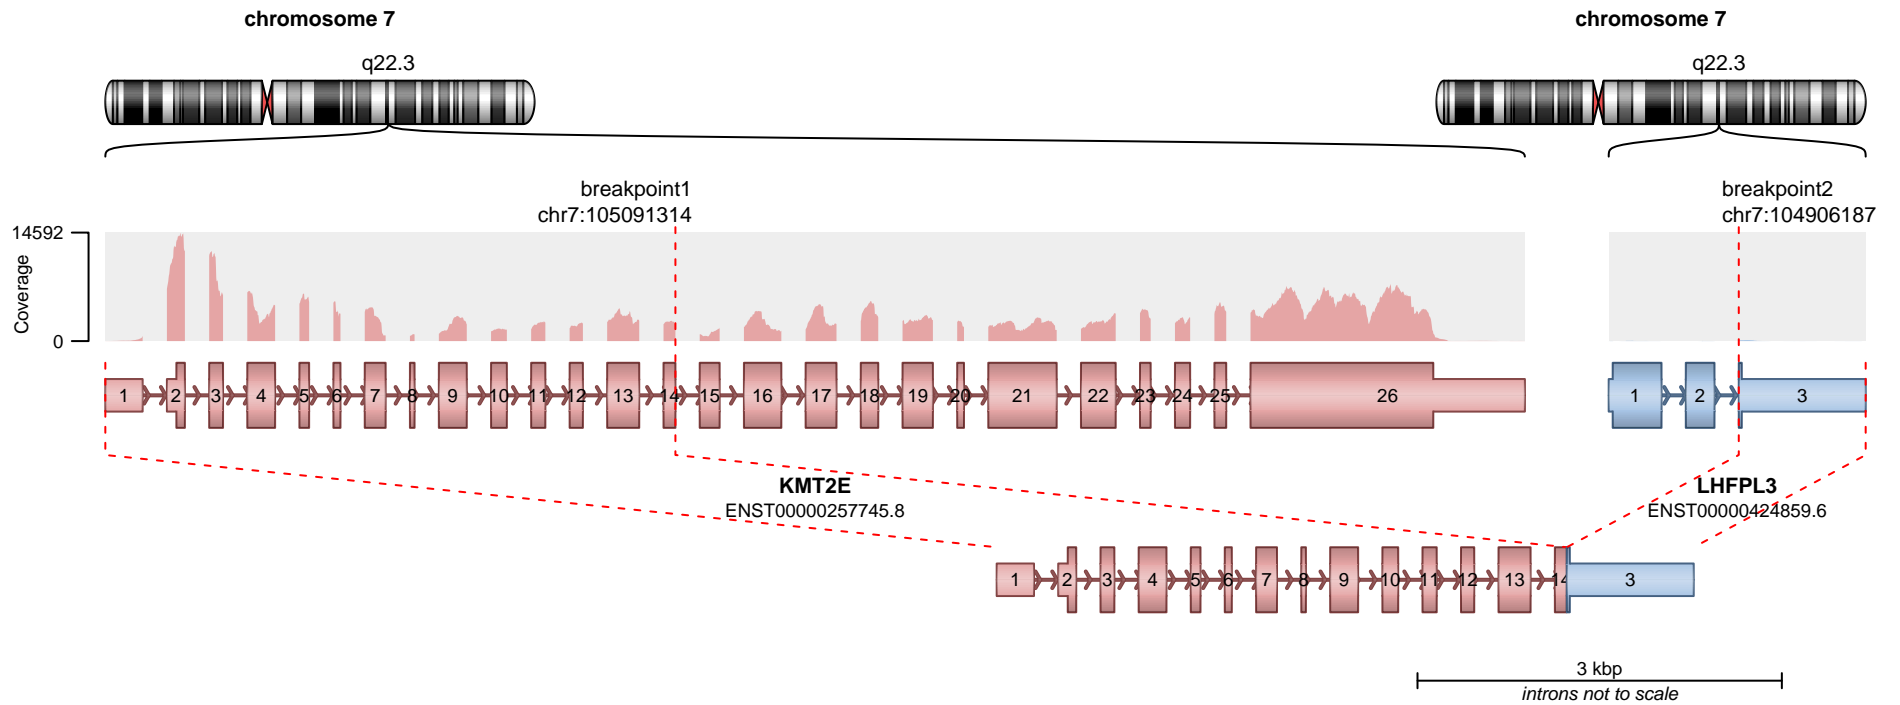 chromosome 7
chromosome 7
q22.3
q22.3
breakpoint1
chr7:105091314
breakpoint2
chr7:104906187
14592
Coverage
0
1 2 3 4 5 6 7 8 9 10 11 12 13 14 15 16 17 18 19 20 21 22 23 24 25 26
1 2 3
KMT2E
ENST00000257745.8
LHFPL3
ENST00000424859.6
1 2 3 4 5 6 7 8 9 10 11 12 13 14 3
3 kbp
introns not to scale